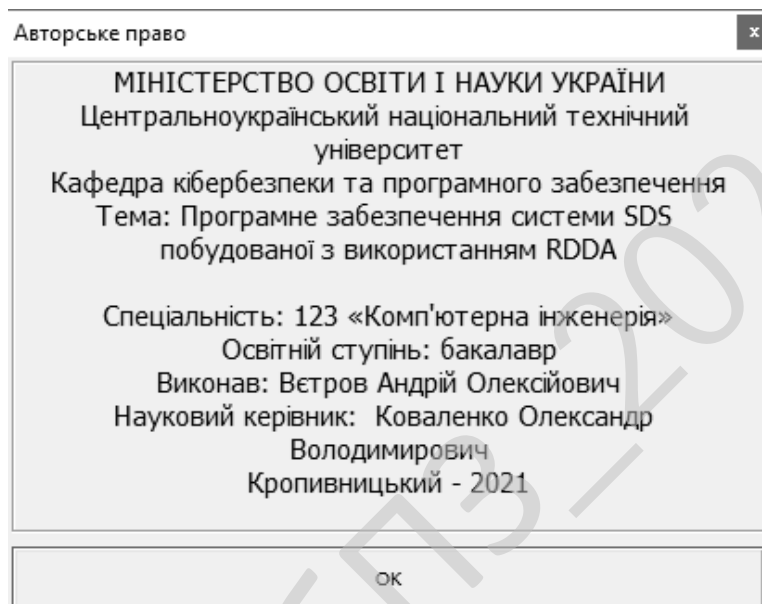 Авторське право
x
МІНІСТЕРСТВО ОСВІТИ І НАУКИ УКРАЇНИ
Центральноукраїнський національний технічний
університет
Кафедра кібербезпеки та програмного забезпечення
Тема: Програмне забезпечення системи SDS
побудованої з використанням RDDA
Спеціальність: 123 «Комп'ютерна інженерія»
Освітній ступінь: бакалавр
Виконав: Вєтров Андрій Олексійович
Науковий керівник:  Коваленко Олександр
Володимирович
Кропивницький - 2021
ОК